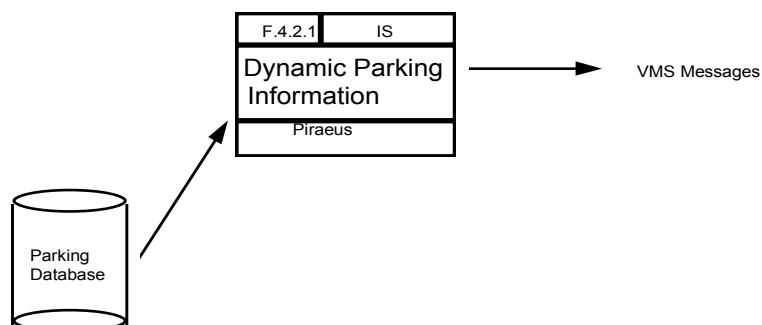 F.4.2.1 IS
Dynamic Parking
Information
Piraeus
VMS Messages
Parking
Database